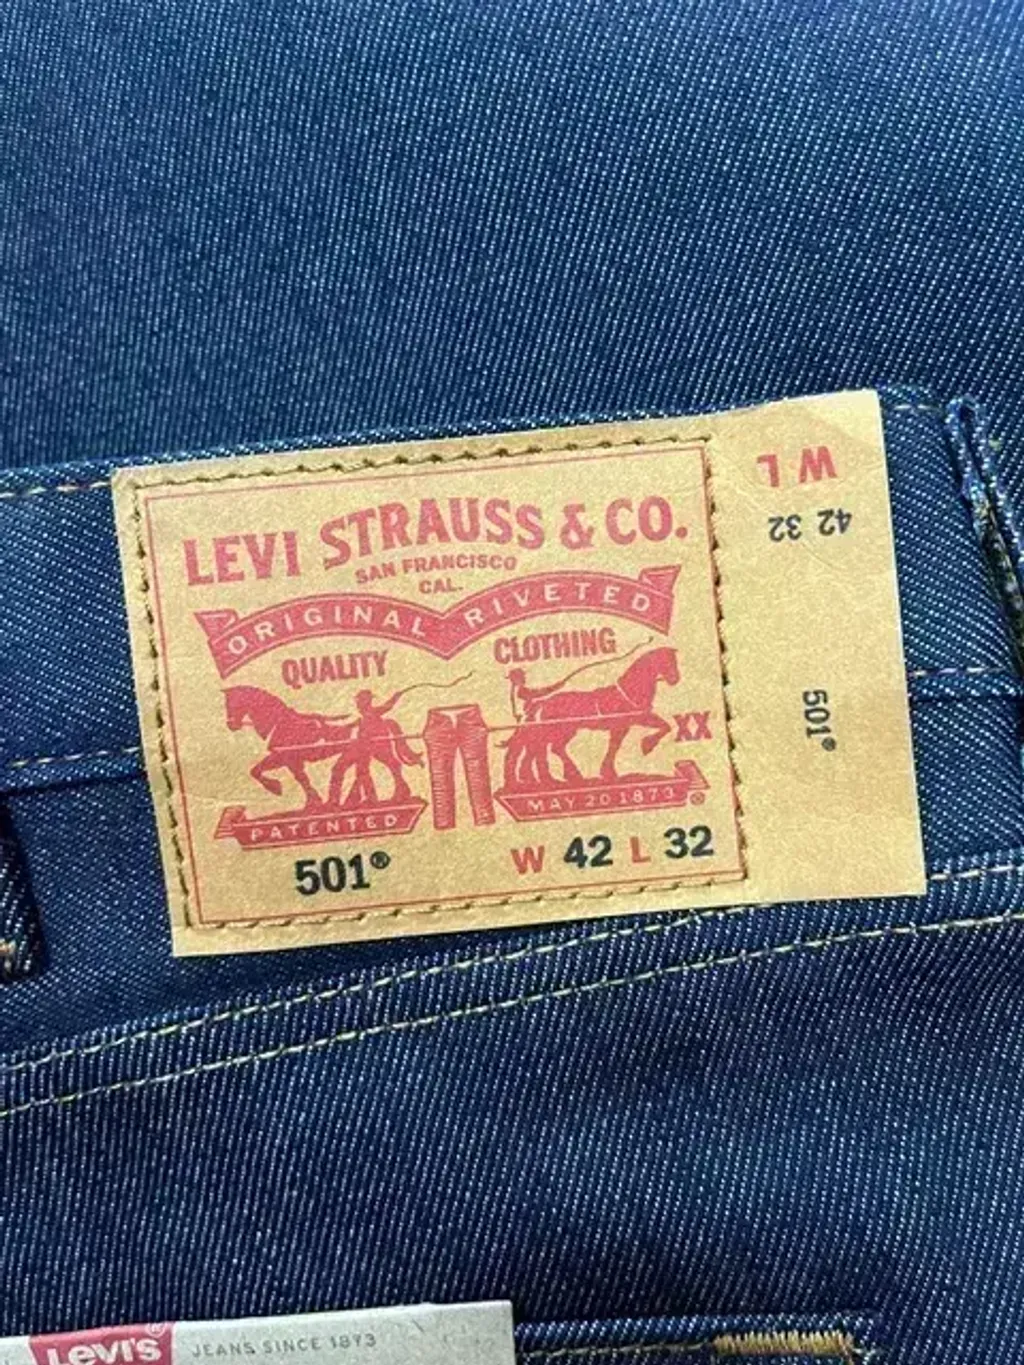 LEVI STRAUSS & CO.
SAN FRANCISCO
CAL.
ORIGINAL RIVETED
QUALITY CLOTHING
XX
PATENTED MAY 20 1873 ®
501® W 42 L 32
W L
42 32
501®
Levi's® JEANS SINCE 1873